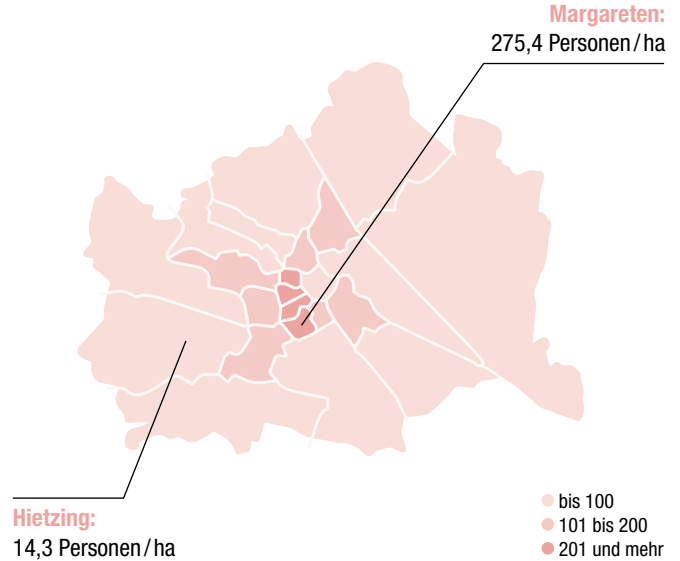 Margareten:
275,4 Personen/ha
Hietzing:
14,3 Personen/ha
bis 100
101 bis 200
201 und mehr